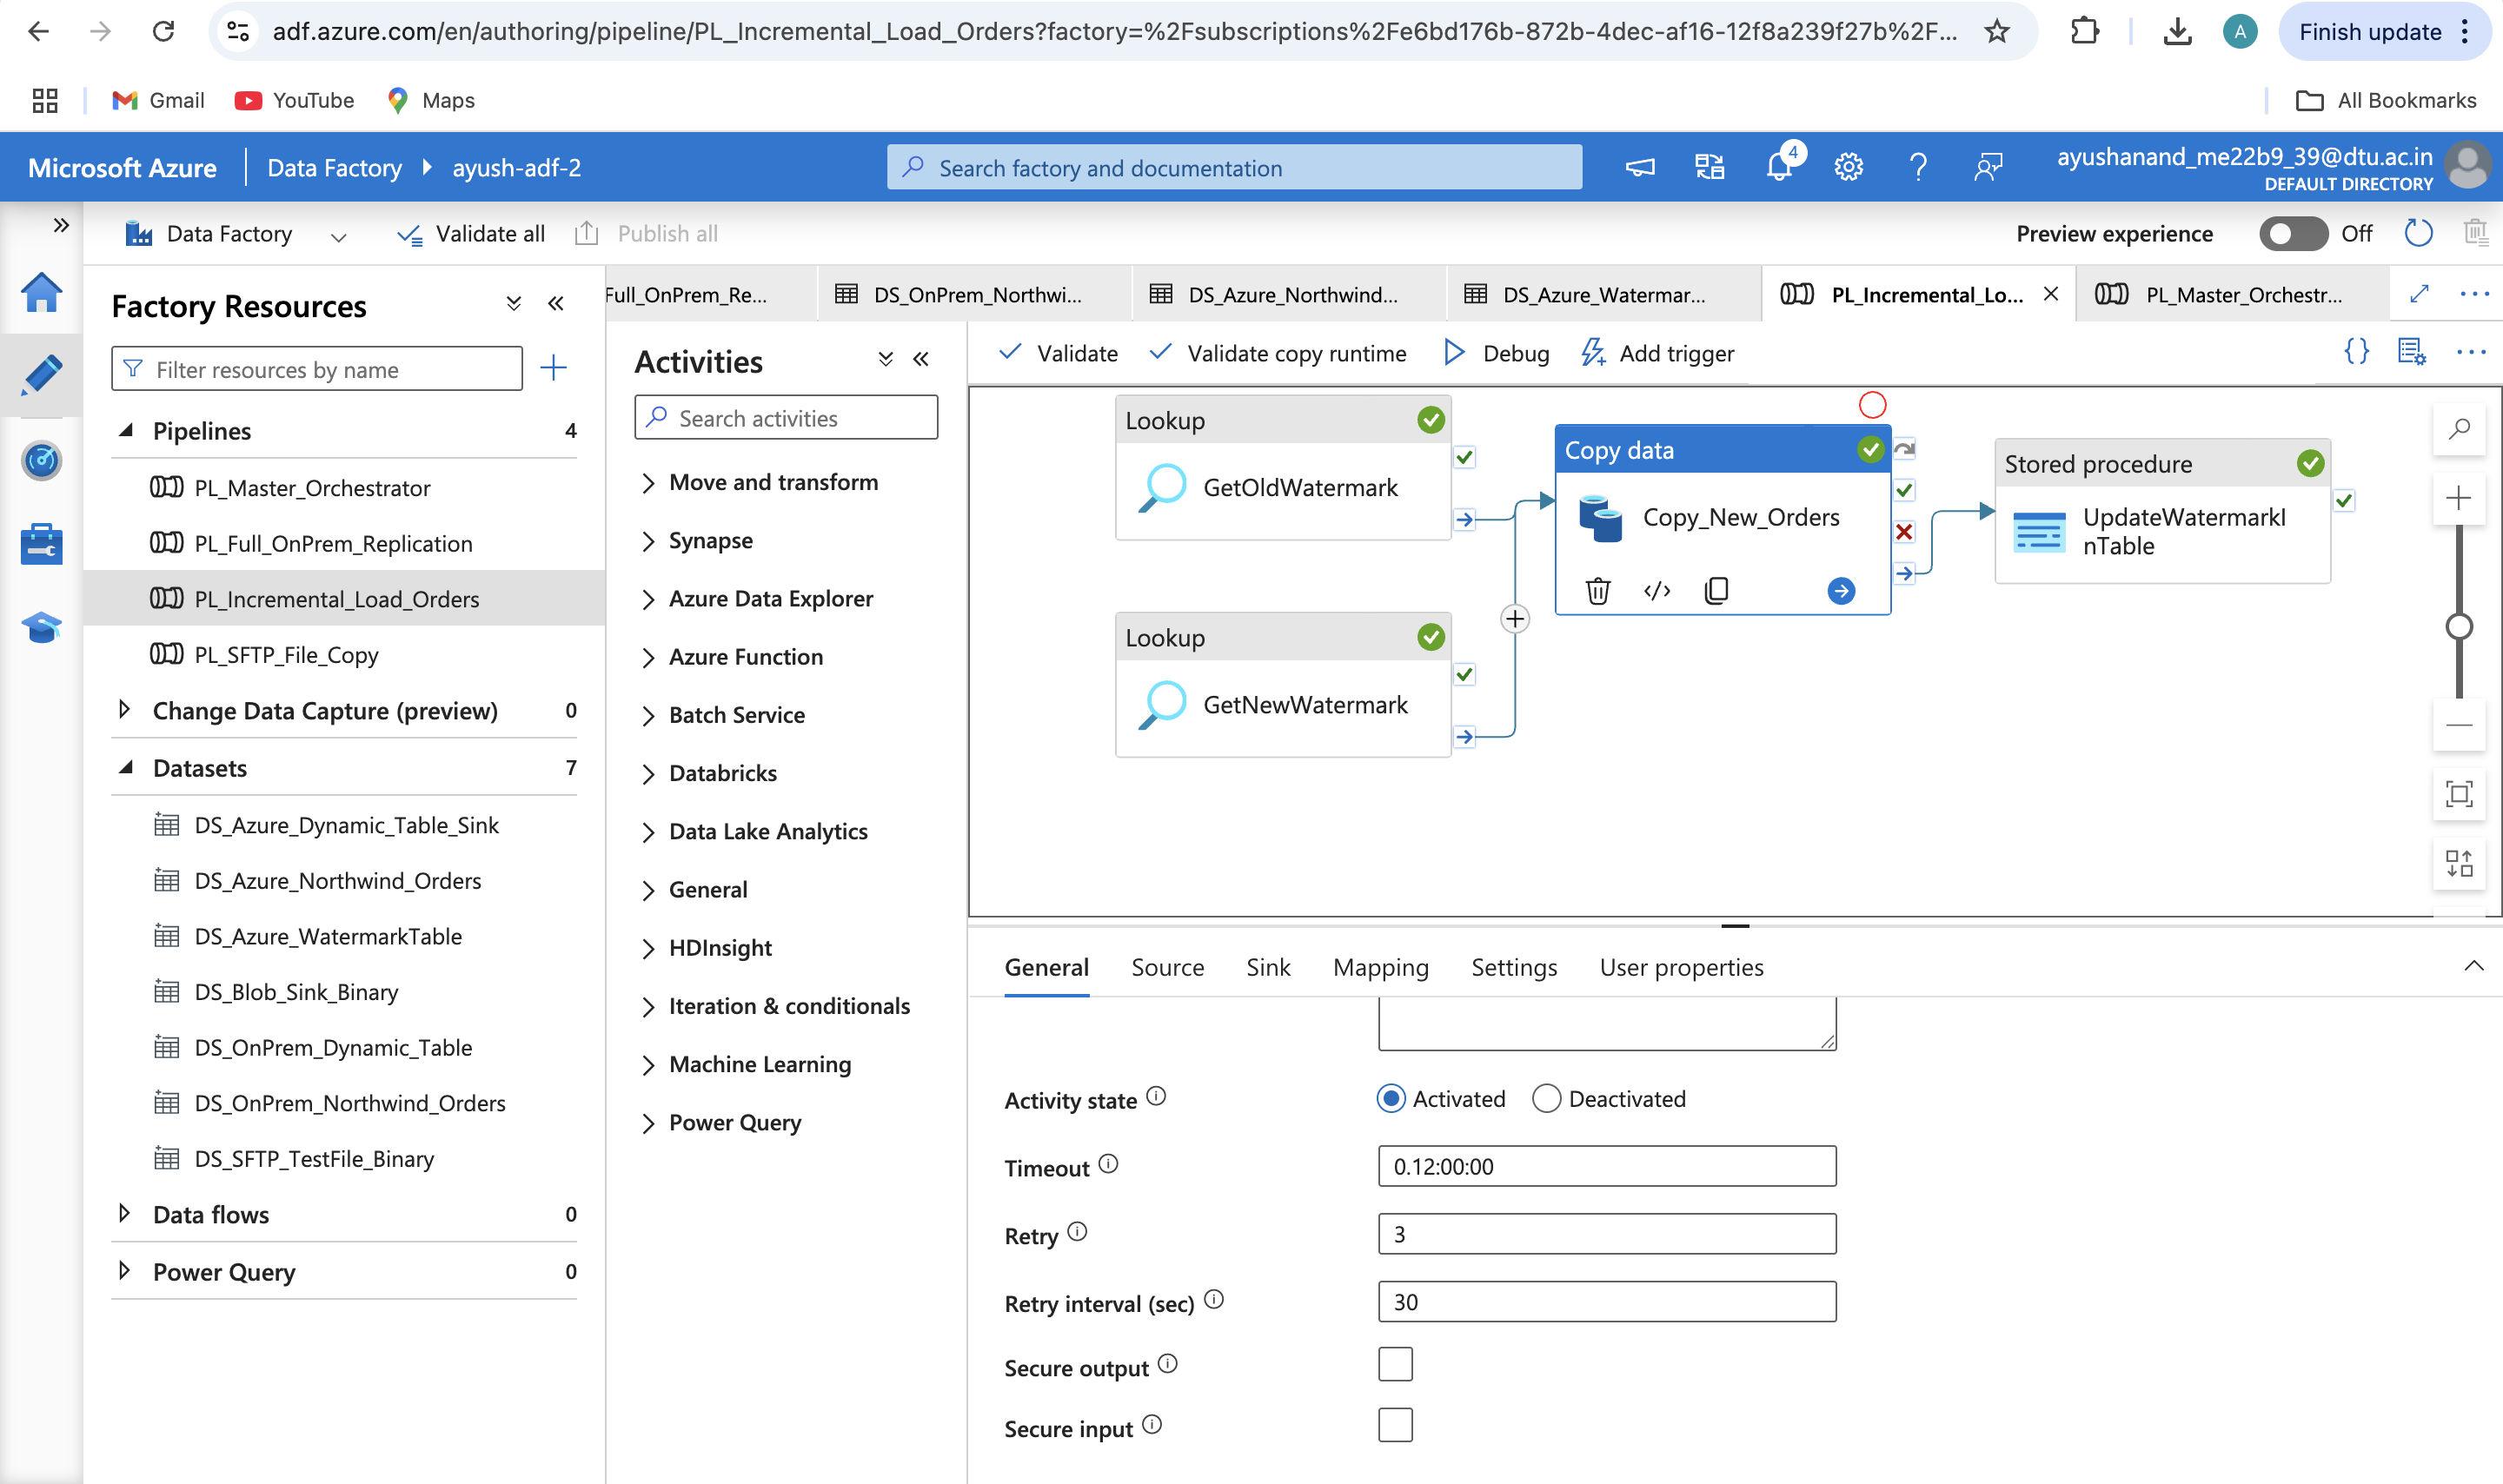 adf.azure.com/en/authoring/pipeline/PL_Incremental_Load_Orders?factory=%2Fsubscriptions%2Fe6bd176b-872b-4dec-af16-12f8a239f27b%2F...
A
Finish update
Gmail
YouTube
Maps
All Bookmarks
Microsoft Azure
Data Factory
ayush-adf-2
Search factory and documentation
4
ayushanand_me22b9_39@dtu.ac.in
DEFAULT DIRECTORY
Data Factory
Validate all
Publish all
Preview experience
Off
Factory Resources
Filter resources by name
Pipelines 4
PL_Master_Orchestrator
PL_Full_OnPrem_Replication
PL_Incremental_Load_Orders
PL_SFTP_File_Copy
Change Data Capture (preview) 0
Datasets 7
DS_Azure_Dynamic_Table_Sink
DS_Azure_Northwind_Orders
DS_Azure_WatermarkTable
DS_Blob_Sink_Binary
DS_OnPrem_Dynamic_Table
DS_OnPrem_Northwind_Orders
DS_SFTP_TestFile_Binary
Data flows 0
Power Query 0
Full_OnPrem_Re...
DS_OnPrem_Northwi...
DS_Azure_Northwind...
DS_Azure_Watermar...
PL_Incremental_Lo...
PL_Master_Orchestr...
Activities
Search activities
Move and transform
Synapse
Azure Data Explorer
Azure Function
Batch Service
Databricks
Data Lake Analytics
General
HDInsight
Iteration & conditionals
Machine Learning
Power Query
Validate
Validate copy runtime
Debug
Add trigger
Lookup
GetOldWatermark
Lookup
GetNewWatermark
Copy data
Copy_New_Orders
Stored procedure
UpdateWatermarkI
nTable
General
Source
Sink
Mapping
Settings
User properties
Activity state
Activated
Deactivated
Timeout
0.12:00:00
Retry
3
Retry interval (sec)
30
Secure output
Secure input